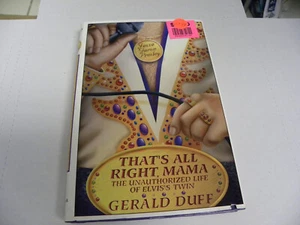 THAT'S ALL
RIGHT, MAMA
THE UNAUTHORIZED LIFE
OF ELVIS'S TWIN
GERALD DUFF